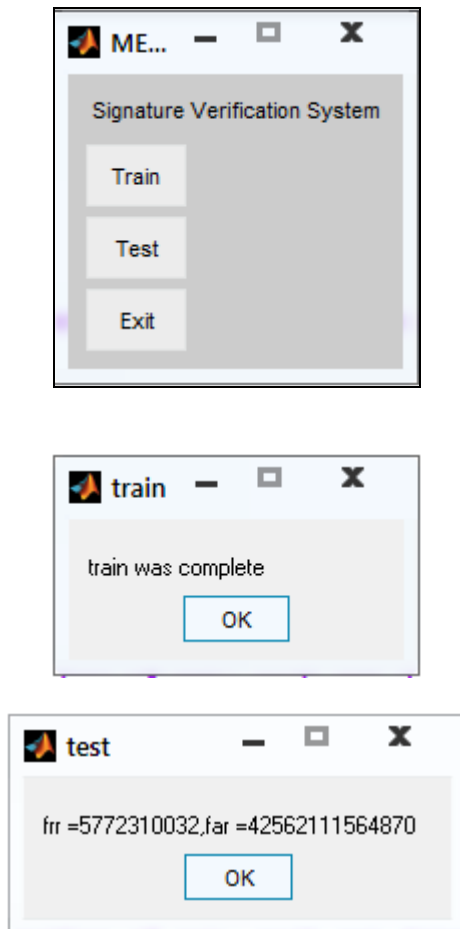 ME...
Signature Verification System
Train
Test
Exit
train
train was complete
OK
test
frr =5772310032,far =42562111564870
OK